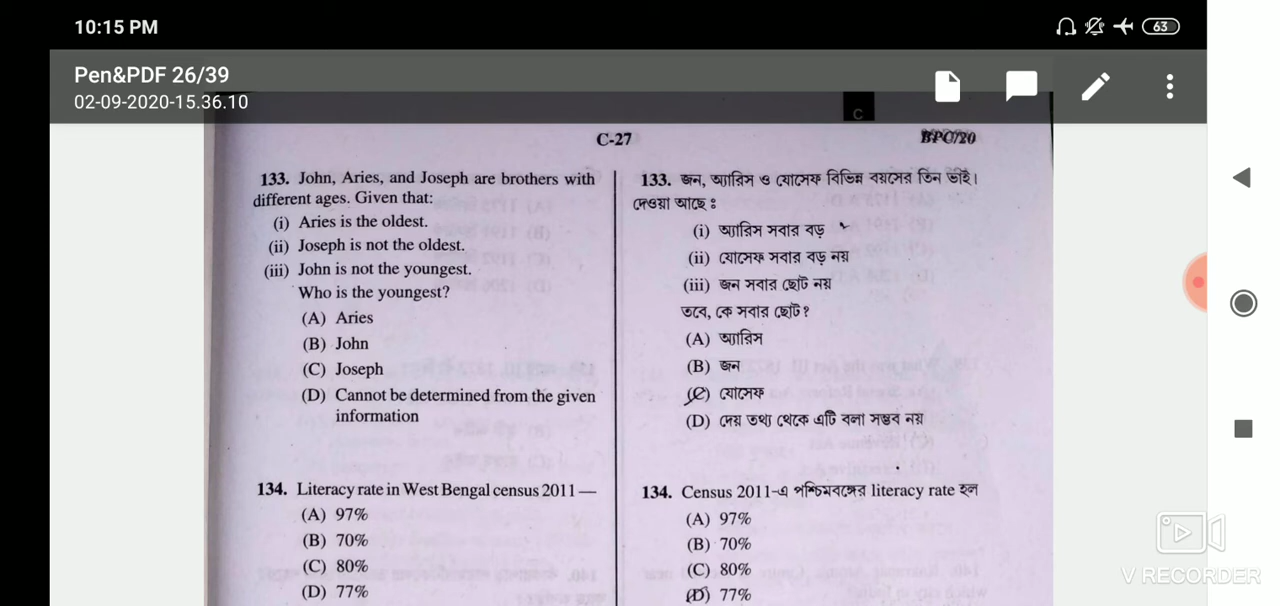 10:15 PM
63
Pen&PDF 26/39
02-09-2020-15.36.10
C
C-27
BPC/20
133. John, Aries, and Joseph are brothers with
different ages. Given that:
(i) Aries is the oldest.
(ii) Joseph is not the oldest.
(iii) John is not the youngest.
Who is the youngest?
(A) Aries
(B) John
(C) Joseph
(D) Cannot be determined from the given
information
134. Literacy rate in West Bengal census 2011—
(A) 97%
(B) 70%
(C) 80%
(D) 77%
133. জন, অ্যারিস ও যোসেফ বিভিন্ন বয়সের তিন ভাই।
দেওয়া আছে ঃ
(i) অ্যারিস সবার বড়
(ii) যোসেফ সবার বড় নয়
(iii) জন সবার ছোট নয়
তবে, কে সবার ছোট?
(A) অ্যারিস
(B) জন
(C) যোসেফ
(D) দেয় তথ্য থেকে এটি বলা সম্ভব নয়
134. Census 2011-এ পশ্চিমবঙ্গের literacy rate হল
(A) 97%
(B) 70%
(C) 80%
(D) 77%
V RECORDER